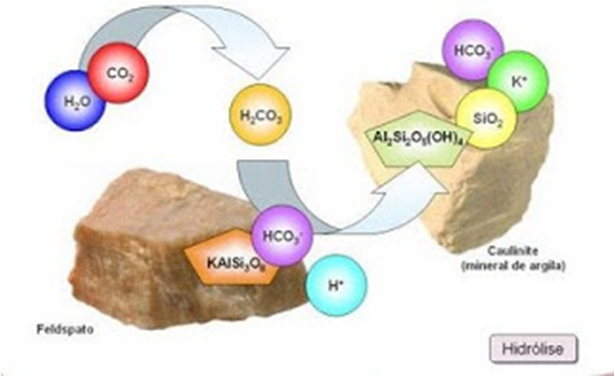 CO₂
H₂O
H₂CO₃
HCO₃⁻
K⁺
SiO₂
Al₂Si₂O₅(OH)₄
HCO₃⁻
KAlSi₃O₈
H⁺
Caulinite
(mineral de argila)
Feldspato
Hidrólise